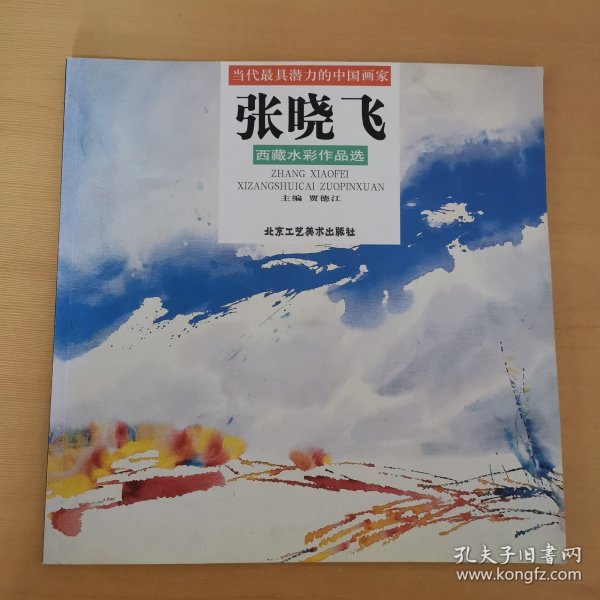 当代最具潜力的中国画家
张晓飞
西藏水彩作品选
ZHANG XIAOFEI
XIZANGSHUICAI ZUOPINXUAN
主编 贾德江
北京工艺美术出版社
孔夫子旧书网
www.kongfz.com